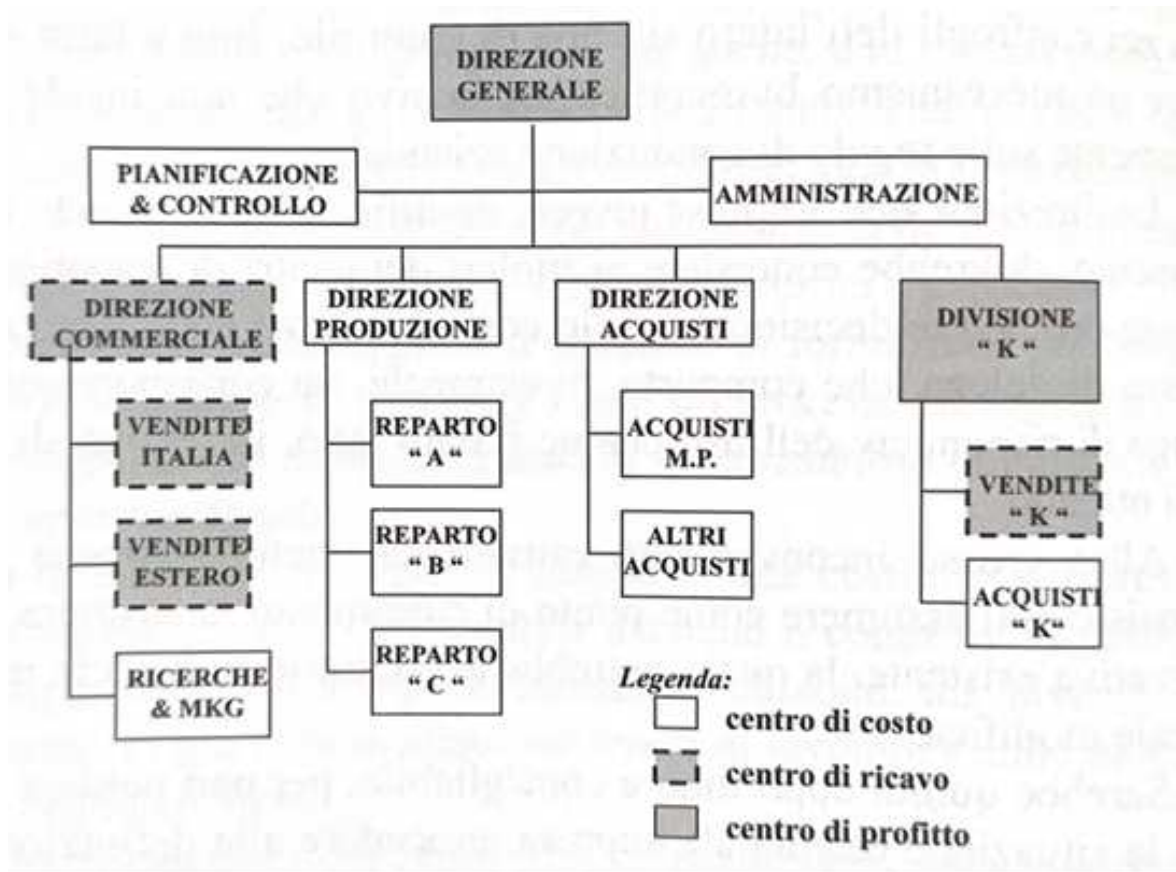 DIREZIONE
GENERALE
PIANIFICAZIONE
& CONTROLLO
AMMINISTRAZIONE
DIREZIONE
COMMERCIALE
DIREZIONE
PRODUZIONE
DIREZIONE
ACQUISTI
DIVISIONE
“ K “
VENDITE
ITALIA
VENDITE
ESTERO
RICERCHE
& MKG
REPARTO
“ A “
REPARTO
“ B “
REPARTO
“ C “
ACQUISTI
M.P.
ALTRI
ACQUISTI
VENDITE
“ K “
ACQUISTI
“K“
Legenda:
centro di costo
centro di ricavo
centro di profitto